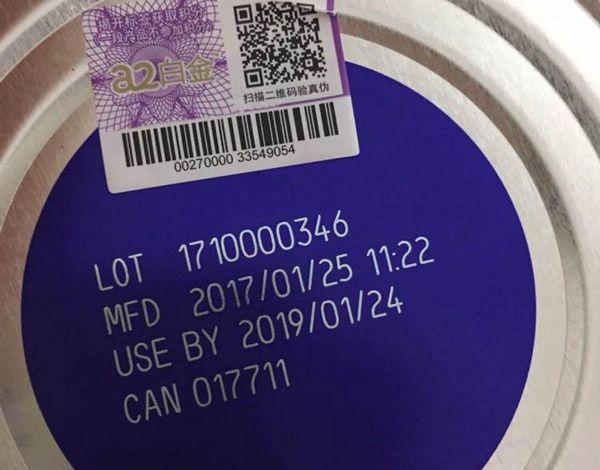 a2白金
扫描二维码验真伪
00270000 33549054
LOT 1710000346
MFD 2017/01/25 11:22
USE BY 2019/01/24
CAN 017711